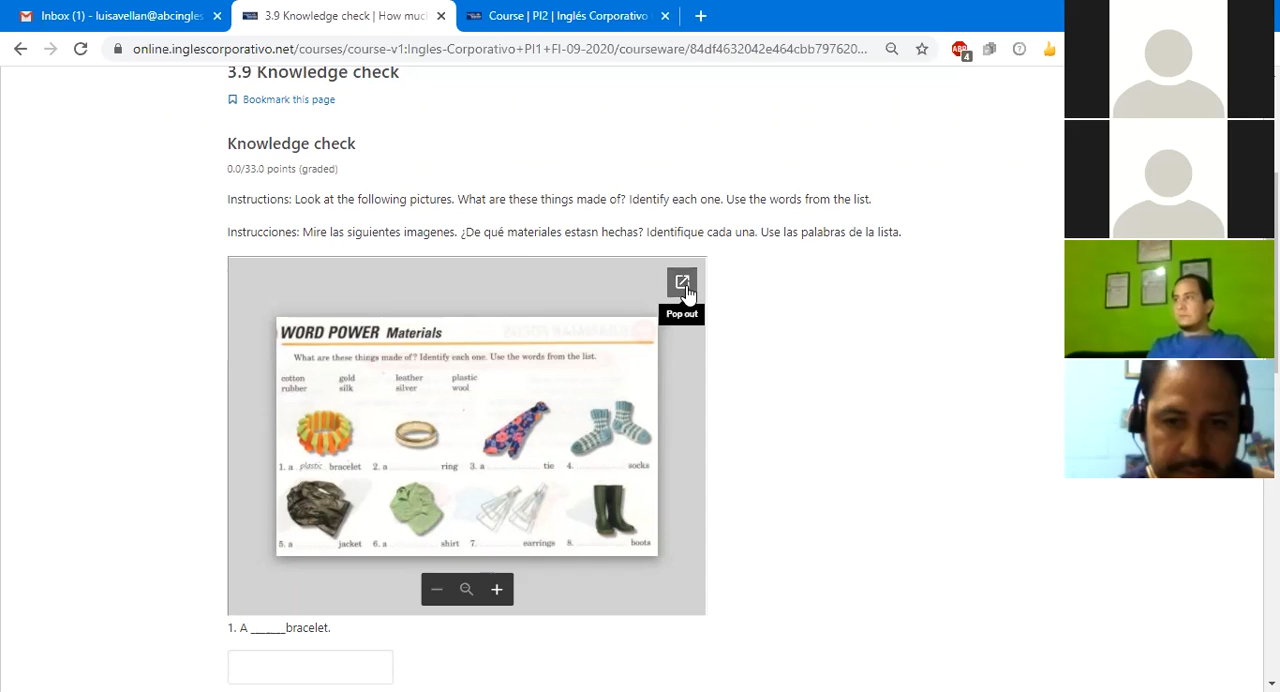 Inbox (1) - luisavellan@abcingles
3.9 Knowledge check | How much
Course | PI2 | Inglés Corporativo
online.inglescorporativo.net/courses/course-v1:Ingles-Corporativo+PI1+FI-09-2020/courseware/84df4632042e464cbb797620...
4
3.9 Knowledge check
Bookmark this page
Knowledge check
0.0/33.0 points (graded)
Instructions: Look at the following pictures. What are these things made of? Identify each one. Use the words from the list.
Instrucciones: Mire las siguientes imagenes. ¿De qué materiales estasn hechas? Identifique cada una. Use las palabras de la lista.
Pop out
WORD POWER Materials
What are these things made of? Identify each one. Use the words from the list.
cotton gold leather plastic
rubber silk silver wool
1. a plastic bracelet 2. a ring 3. a tie 4. socks
5. a jacket 6. a shirt 7. earrings 8. boots
1. A ______bracelet.